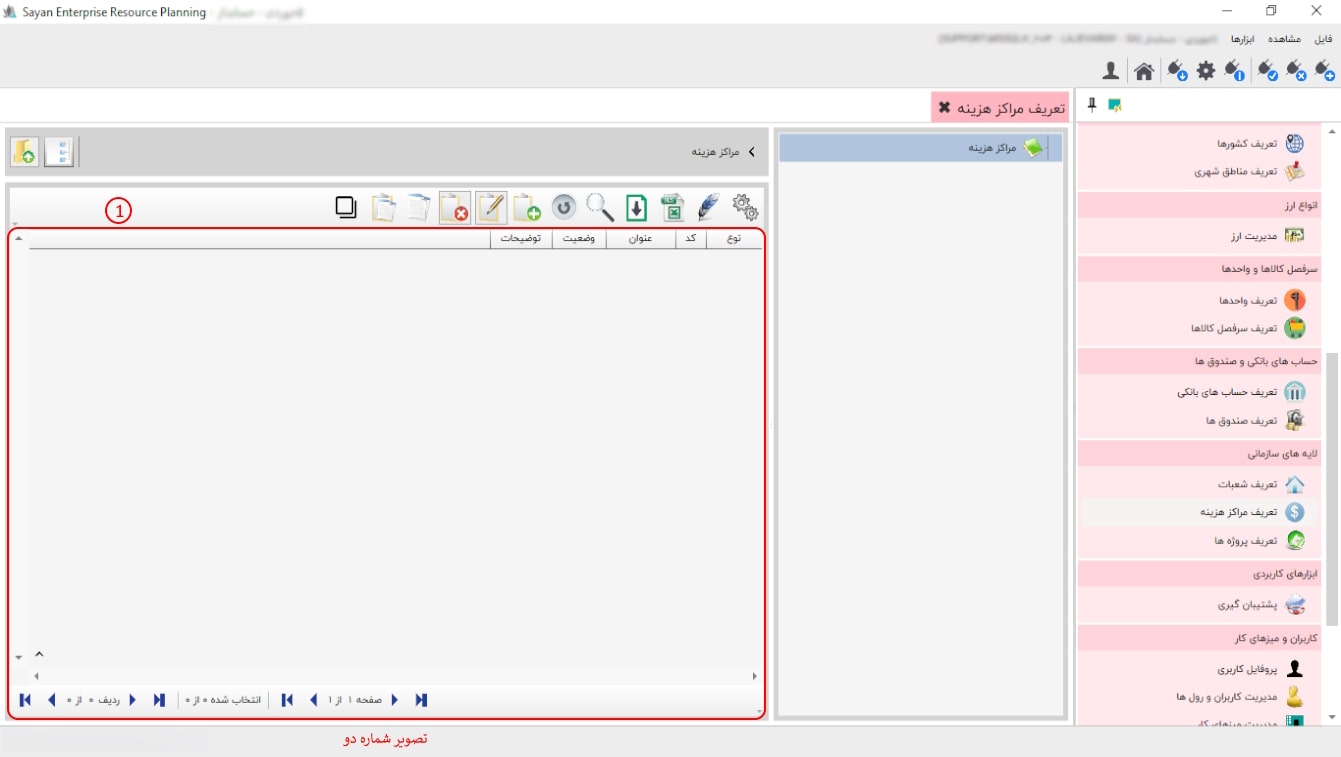 Sayan Enterprise Resource Planning
فایل مشاهده ابزارها
تعریف مراکز هزینه
تعریف کشورها
تعریف مناطق شهری
انواع ارز
مدیریت ارز
سرفصل کالاها و واحدها
تعریف واحدها
تعریف سرفصل کالاها
حساب های بانکی و صندوق ها
تعریف حساب های بانکی
تعریف صندوق ها
لایه های سازمانی
تعریف شعبات
تعریف مراکز هزینه
تعریف پروژه ها
ابزارهای کاربردی
پشتیبان گیری
کاربران و میزهای کار
پروفایل کاربری
مدیریت کاربران و رول ها
مدیریت میزهای کار
مراکز هزینه
مراکز هزینه
1
نوع کد عنوان وضعیت توضیحات
صفحه ۱ از ۱ انتخاب شده ۰ از ۰ ردیف ۰ از ۰
تصویر شماره دو